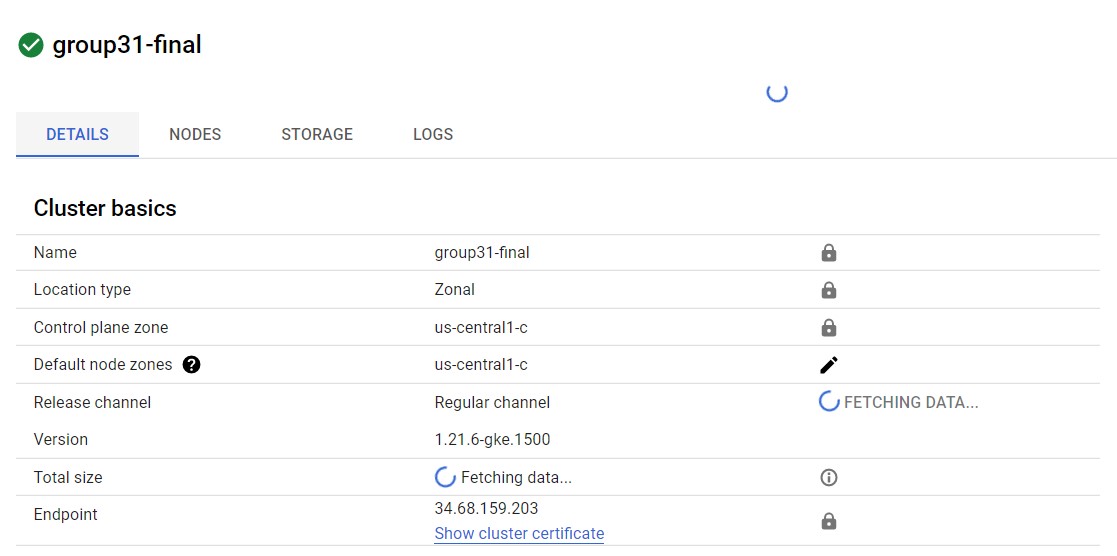 group31-final
DETAILS NODES STORAGE LOGS
Cluster basics
Name group31-final
Location type Zonal
Control plane zone us-central1-c
Default node zones ? us-central1-c
Release channel Regular channel FETCHING DATA...
Version 1.21.6-gke.1500
Total size Fetching data...
Endpoint 34.68.159.203
Show cluster certificate